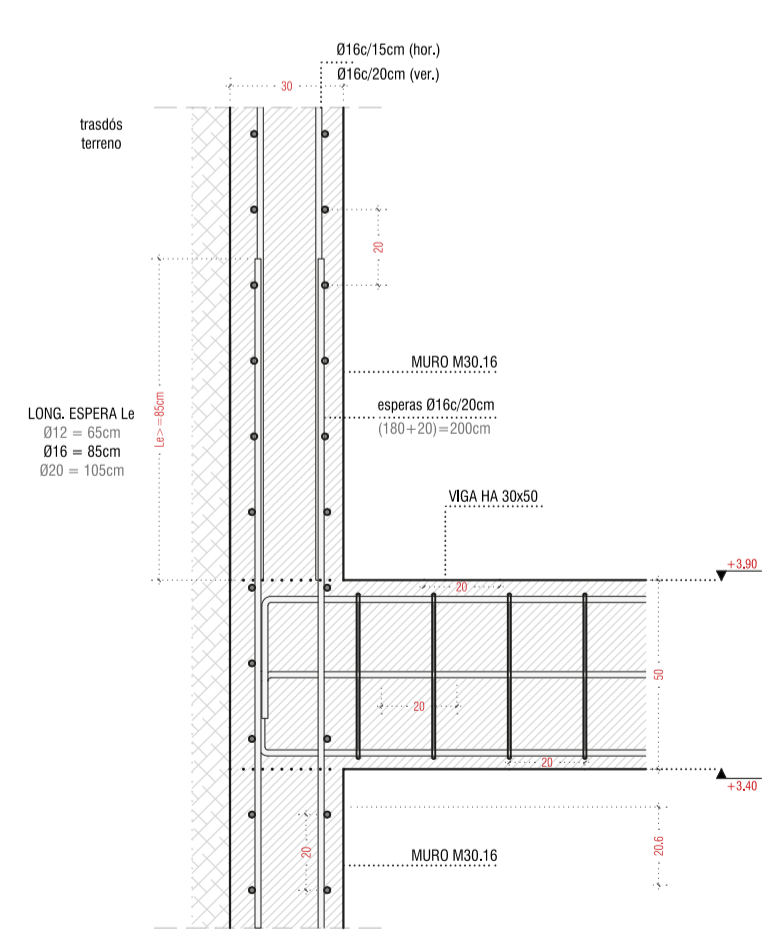 Ø16c/15cm (hor.)
Ø16c/20cm (ver.)
30
trasdós
terreno
20
MURO M30.16
Le>=85cm
esperas Ø16c/20cm
(180+20)=200cm
LONG. ESPERA Le
Ø12 = 65cm
Ø16 = 85cm
Ø20 = 105cm
VIGA HA 30x50
+3.90
20
50
20
20
+3.40
20
20.6
MURO M30.16